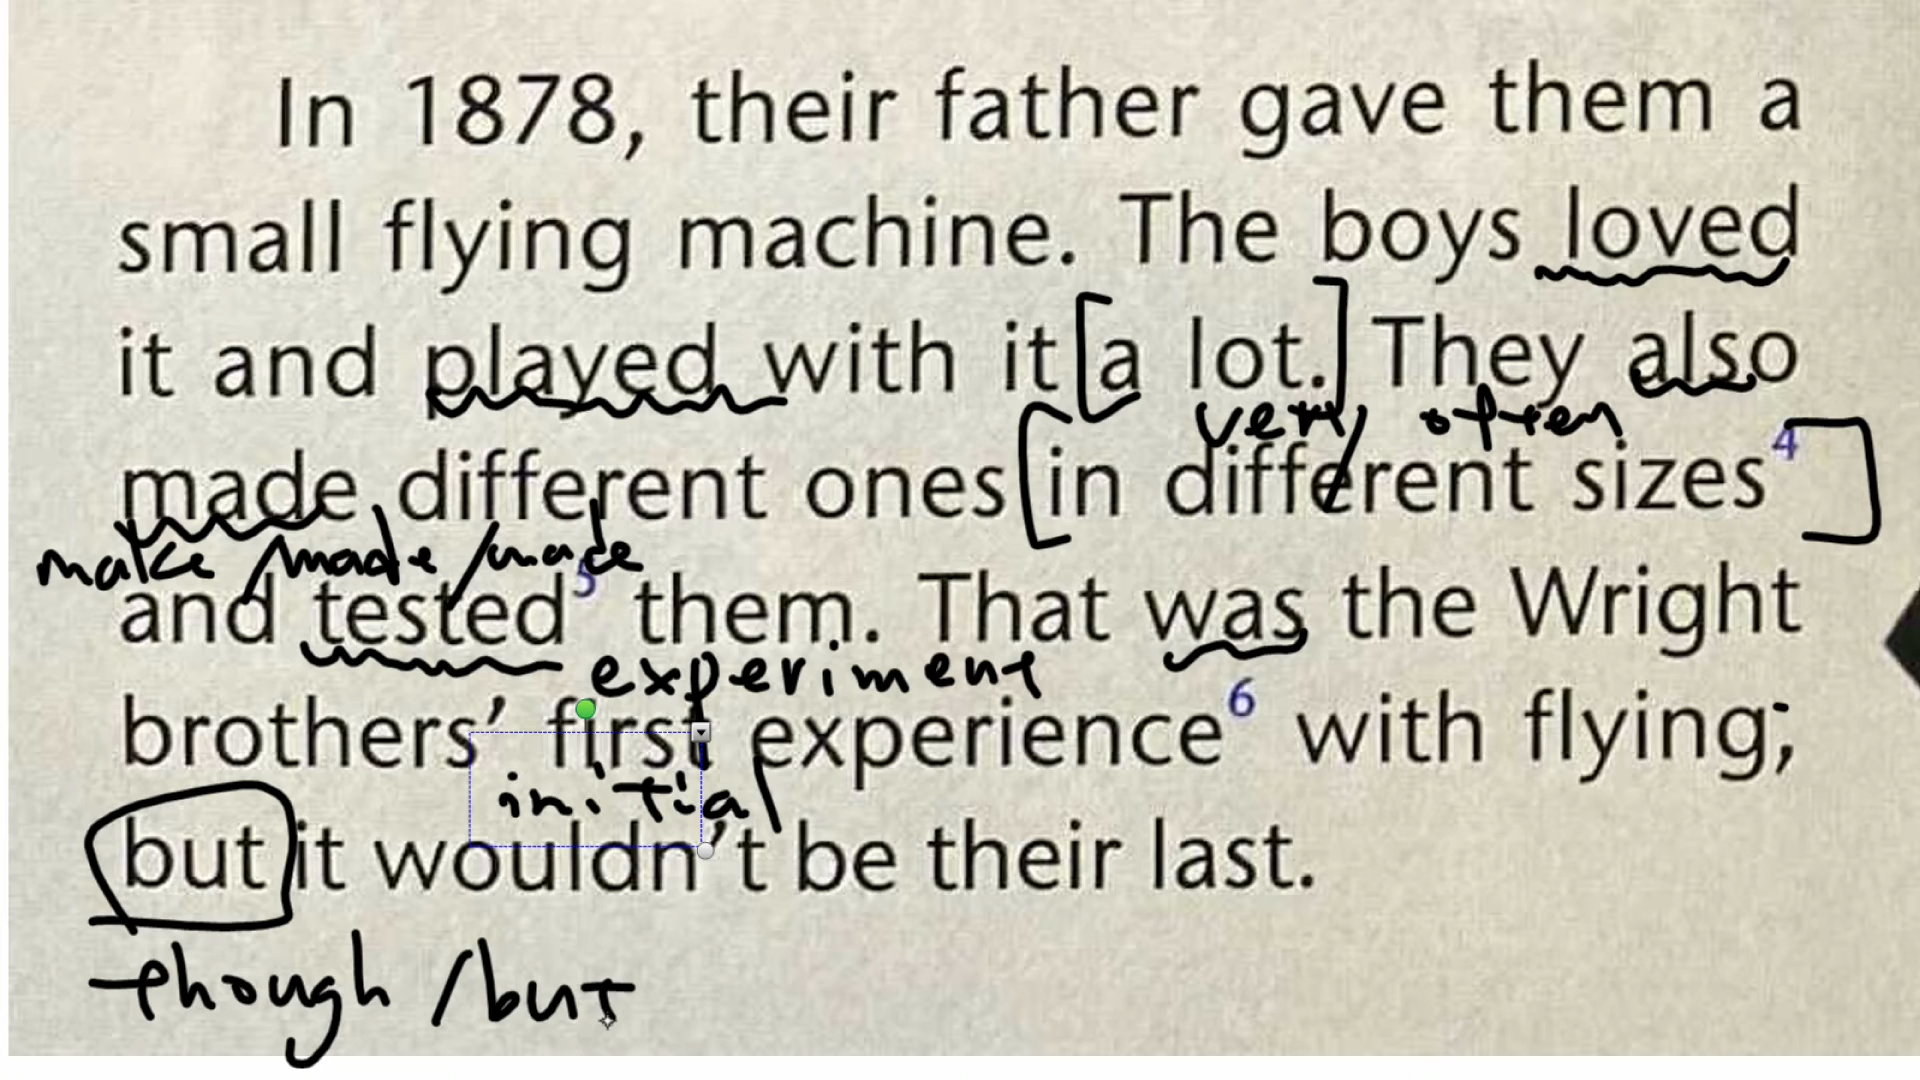 In 1878, their father gave them a
small flying machine. The boys loved
it and played with it [a lot.] They also
very often
made different ones [in different sizes⁴ ]
make /made /made
and tested⁵ them. That was the Wright
experiment
brothers’ first experience⁶ with flying;
initial
but it wouldn’t be their last.
though /but